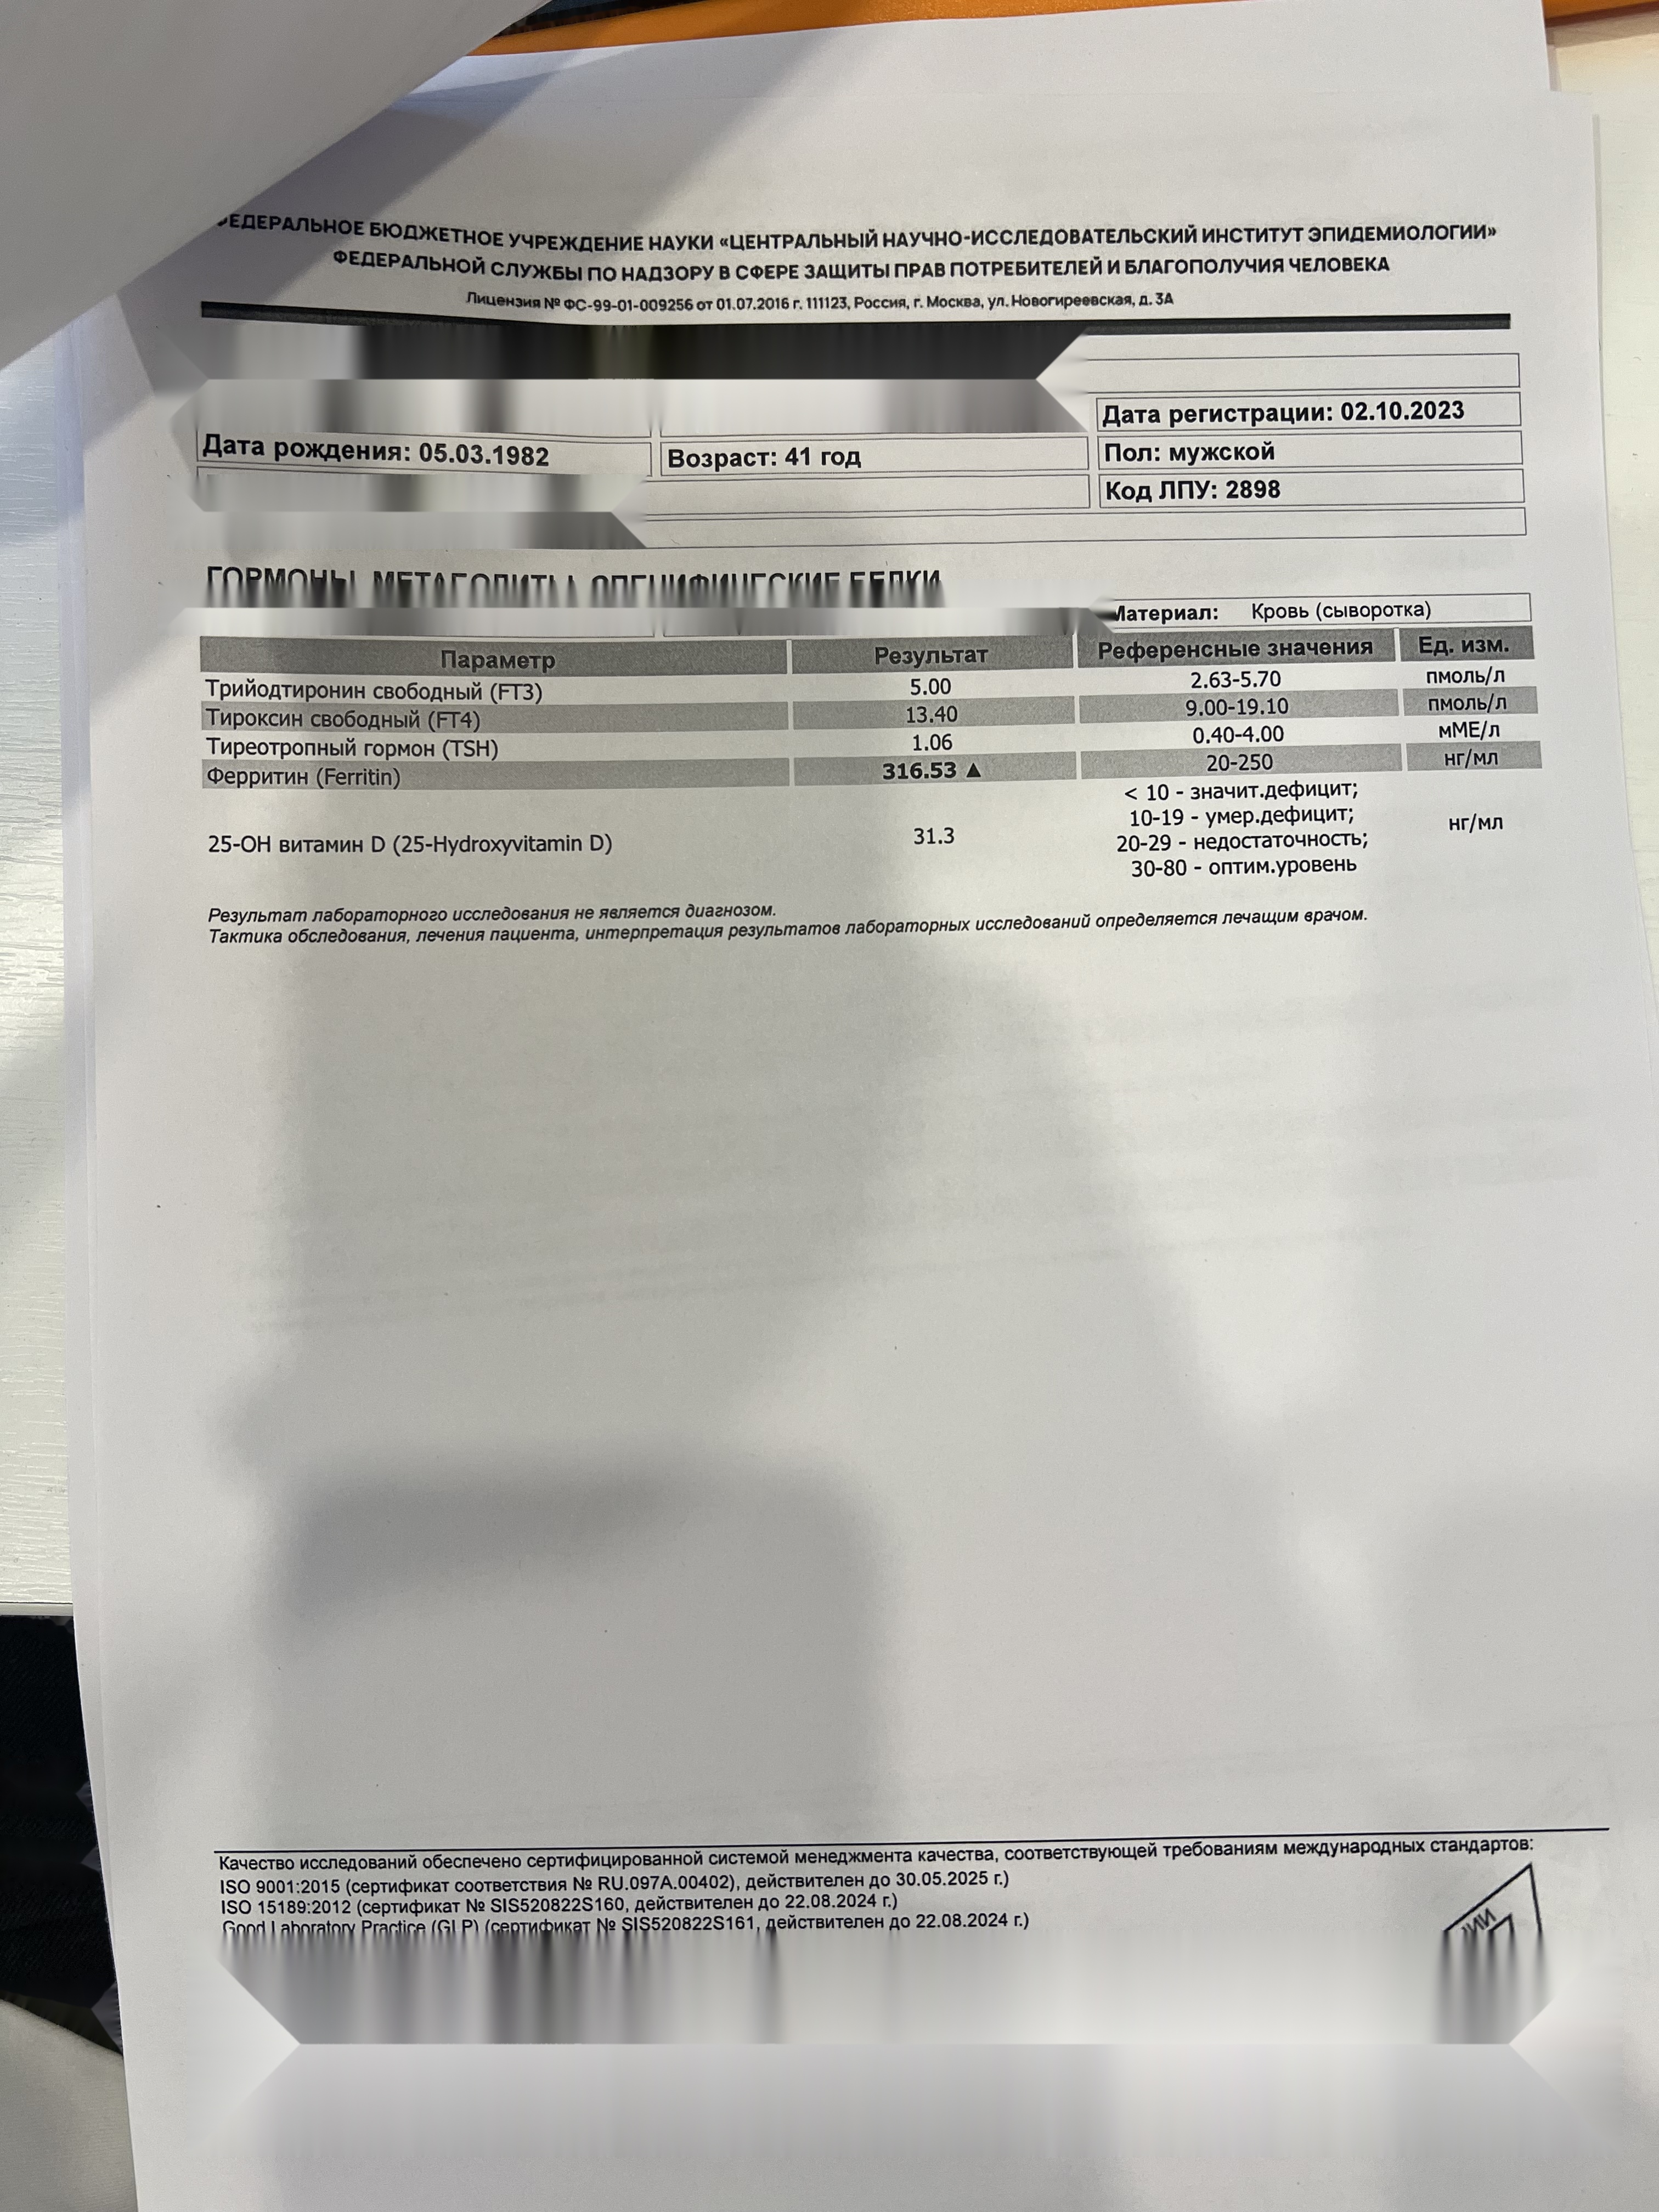 ФЕДЕРАЛЬНОЕ БЮДЖЕТНОЕ УЧРЕЖДЕНИЕ НАУКИ «ЦЕНТРАЛЬНЫЙ НАУЧНО-ИССЛЕДОВАТЕЛЬСКИЙ ИНСТИТУТ ЭПИДЕМИОЛОГИИ»
ФЕДЕРАЛЬНОЙ СЛУЖБЫ ПО НАДЗОРУ В СФЕРЕ ЗАЩИТЫ ПРАВ ПОТРЕБИТЕЛЕЙ И БЛАГОПОЛУЧИЯ ЧЕЛОВЕКА
Лицензия № ФС-99-01-009256 от 01.07.2016 г. 111123, Россия, г. Москва, ул. Новогиреевская, д. 3А
Дата регистрации: 02.10.2023
Дата рождения: 05.03.1982 Возраст: 41 год Пол: мужской
Код ЛПУ: 2898
ГОРМОНЫ, МЕТАБОЛИТЫ, СПЕЦИФИЧЕСКИЕ БЕЛКИ
Материал: Кровь (сыворотка)
Параметр Результат Референсные значения Ед. изм.
Трийодтиронин свободный (FT3) 5.00 2.63-5.70 пмоль/л
Тироксин свободный (FT4) 13.40 9.00-19.10 пмоль/л
Тиреотропный гормон (TSH) 1.06 0.40-4.00 мМЕ/л
Ферритин (Ferritin) 316.53 ▲ 20-250 нг/мл
25-OH витамин D (25-Hydroxyvitamin D) 31.3 < 10 - значит.дефицит; нг/мл
10-19 - умер.дефицит;
20-29 - недостаточность;
30-80 - оптим.уровень
Результат лабораторного исследования не является диагнозом.
Тактика обследования, лечения пациента, интерпретация результатов лабораторных исследований определяется лечащим врачом.
Качество исследований обеспечено сертифицированной системой менеджмента качества, соответствующей требованиям международных стандартов:
ISO 9001:2015 (сертификат соответствия № RU.097A.00402), действителен до 30.05.2025 г.)
ISO 15189:2012 (сертификат № SIS520822S160, действителен до 22.08.2024 г.)
Good Laboratory Practice (GLP) (сертификат № SIS520822S161, действителен до 22.08.2024 г.)